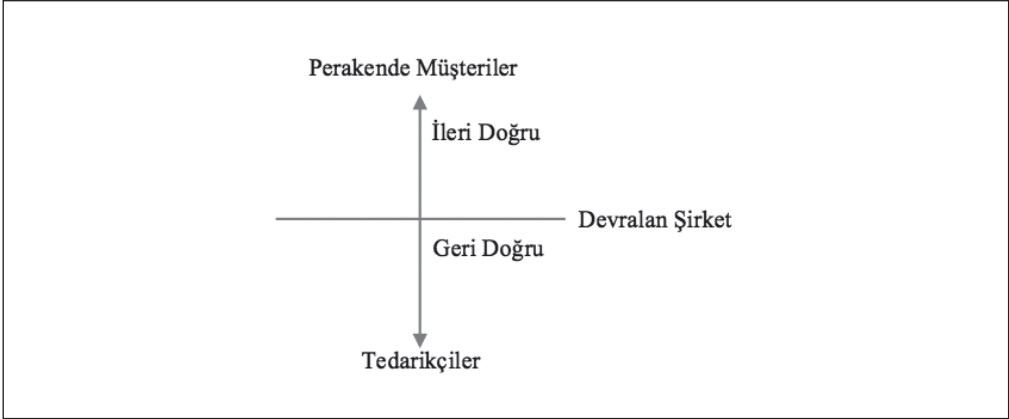 Perakende Müşteriler
İleri Doğru
Devralan Şirket
Geri Doğru
Tedarikçiler